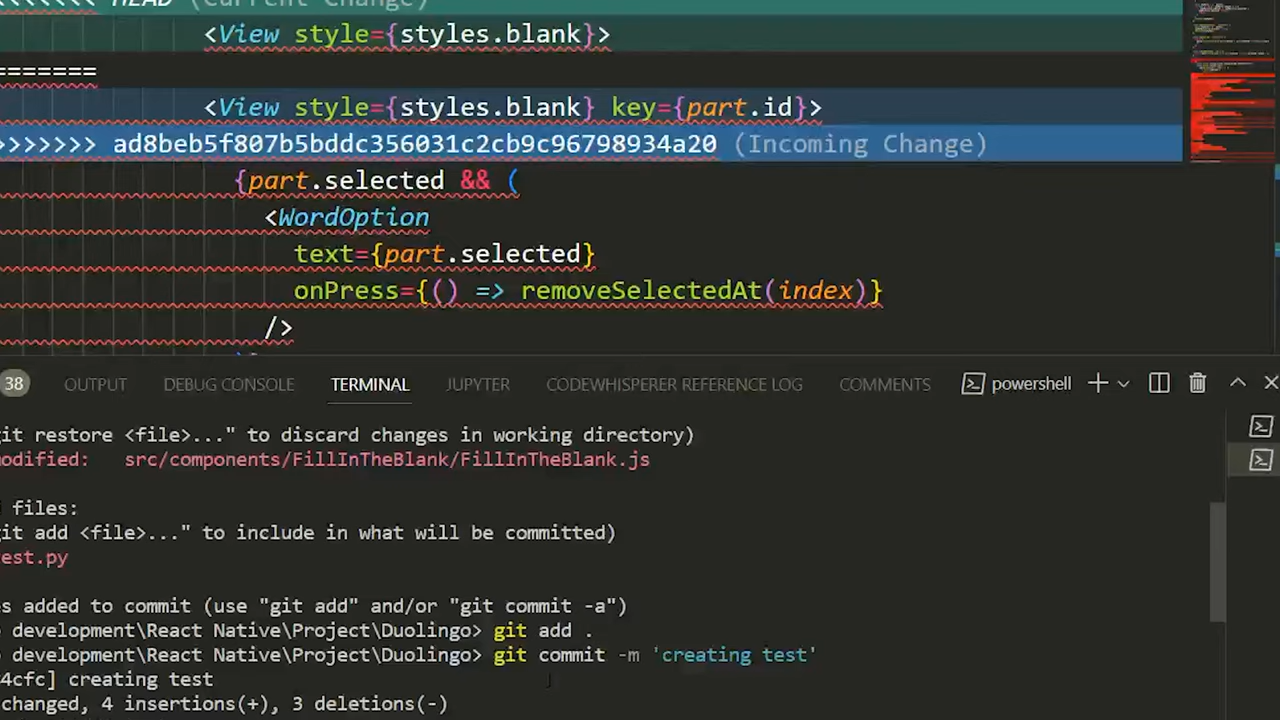 <<<<<<< HEAD (Current Change)
<View style={styles.blank}>
=======
<View style={styles.blank} key={part.id}>
>>>>>>> ad8beb5f807b5bddc356031c2cb9c96798934a20 (Incoming Change)
{part.selected && (
<WordOption
text={part.selected}
onPress={() => removeSelectedAt(index)}
/>
38 OUTPUT DEBUG CONSOLE TERMINAL JUPYTER CODEWHISPERER REFERENCE LOG COMMENTS powershell
it restore <file>..." to discard changes in working directory)
odified: src/components/FillInTheBlank/FillInTheBlank.js
files:
it add <file>..." to include in what will be committed)
est.py
s added to commit (use "git add" and/or "git commit -a")
development\React Native\Project\Duolingo> git add .
development\React Native\Project\Duolingo> git commit -m 'creating test'
4cfc] creating test
changed, 4 insertions(+), 3 deletions(-)